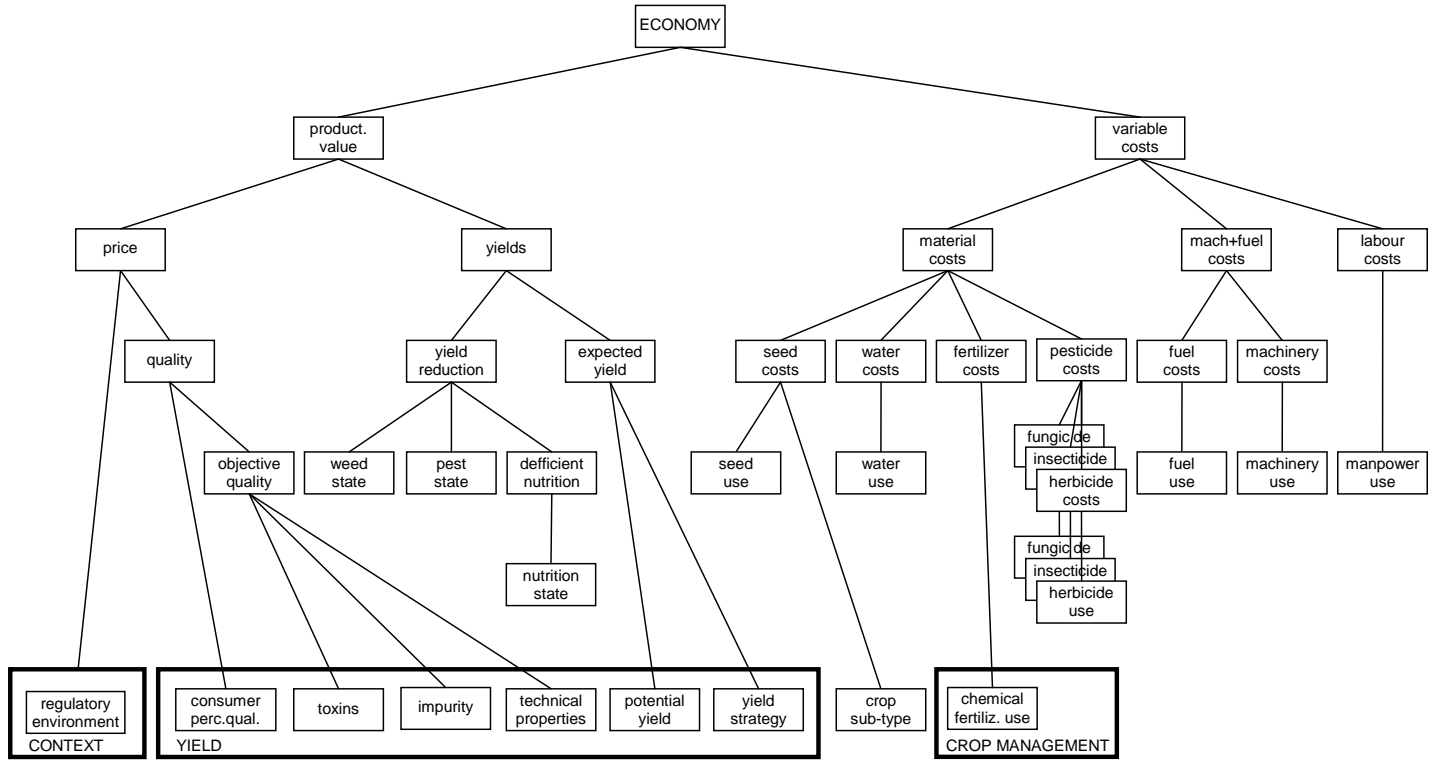 ECONOMY
product.
value
variable
costs
price
yields
material
costs
mach+fuel
costs
labour
costs
quality
yield
reduction
expected
yield
seed
costs
water
costs
fertilizer
costs
pesticide
costs
fuel
costs
machinery
costs
objective
quality
weed
state
pest
state
defficient
nutrition
seed
use
water
use
fungicide
insecticide
herbicide
costs
fuel
use
machinery
use
manpower
use
nutrition
state
fungicide
insecticide
herbicide
use
regulatory
environment
CONTEXT
consumer
perc.qual.
toxins
impurity
technical
properties
potential
yield
yield
strategy
YIELD
crop
sub-type
chemical
fertiliz. use
CROP MANAGEMENT